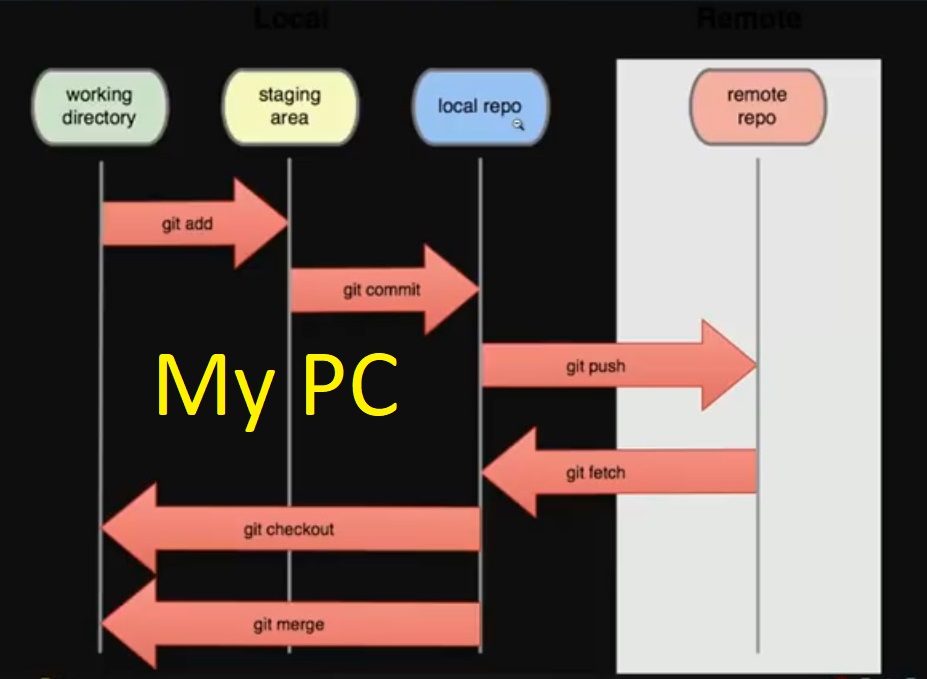 Local
Remote
working
directory
staging
area
local repo
remote
repo
git add
git commit
git push
My PC
git fetch
git checkout
git merge